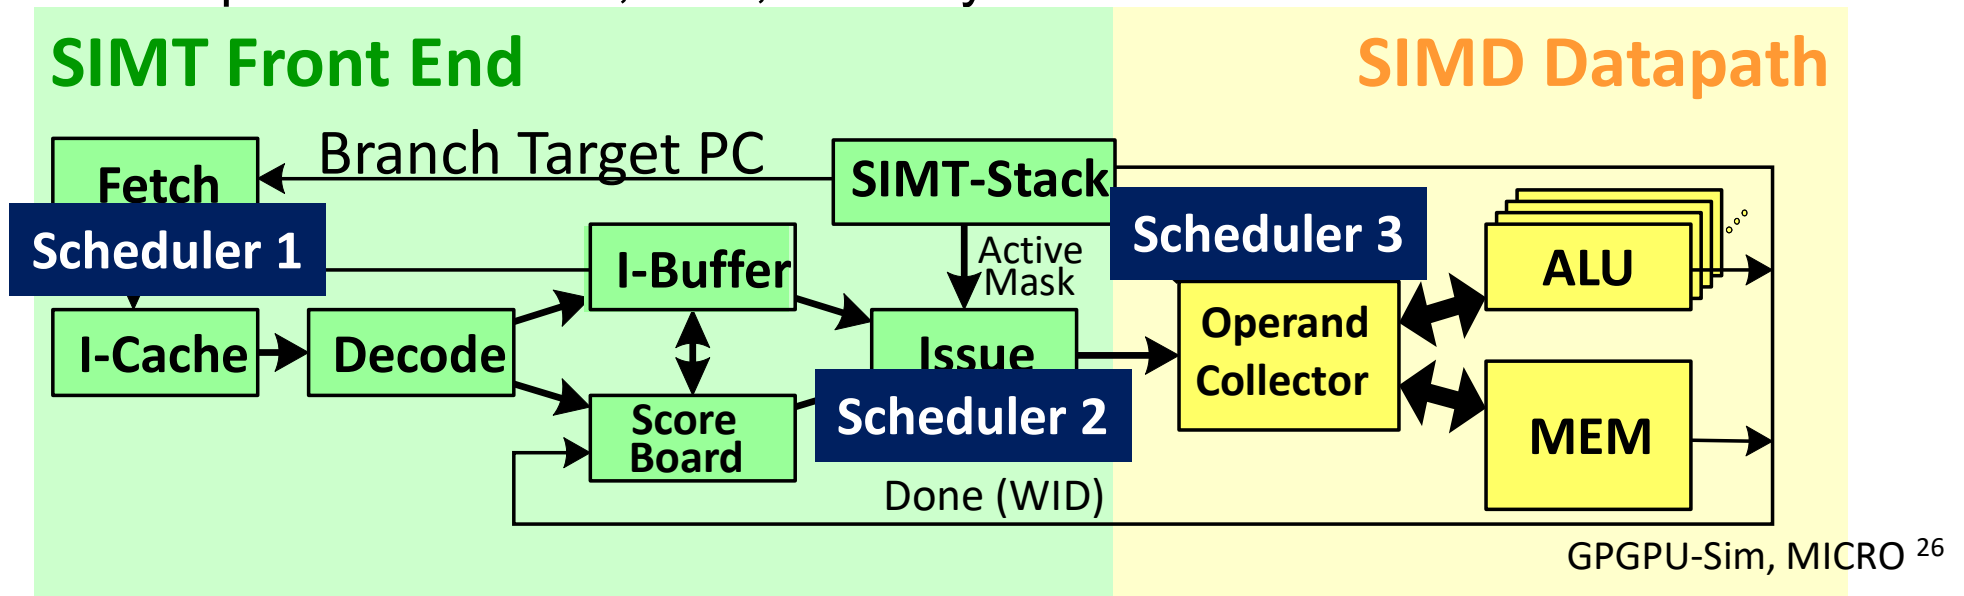 SIMT Front End
SIMD Datapath
Fetch
Branch Target PC
SIMT-Stack
Scheduler 1
I-Buffer
Active
Mask
Scheduler 3
ALU
I-Cache
Decode
Issue
Operand
Collector
Score
Board
Scheduler 2
MEM
Done (WID)
GPGPU-Sim, MICRO 26